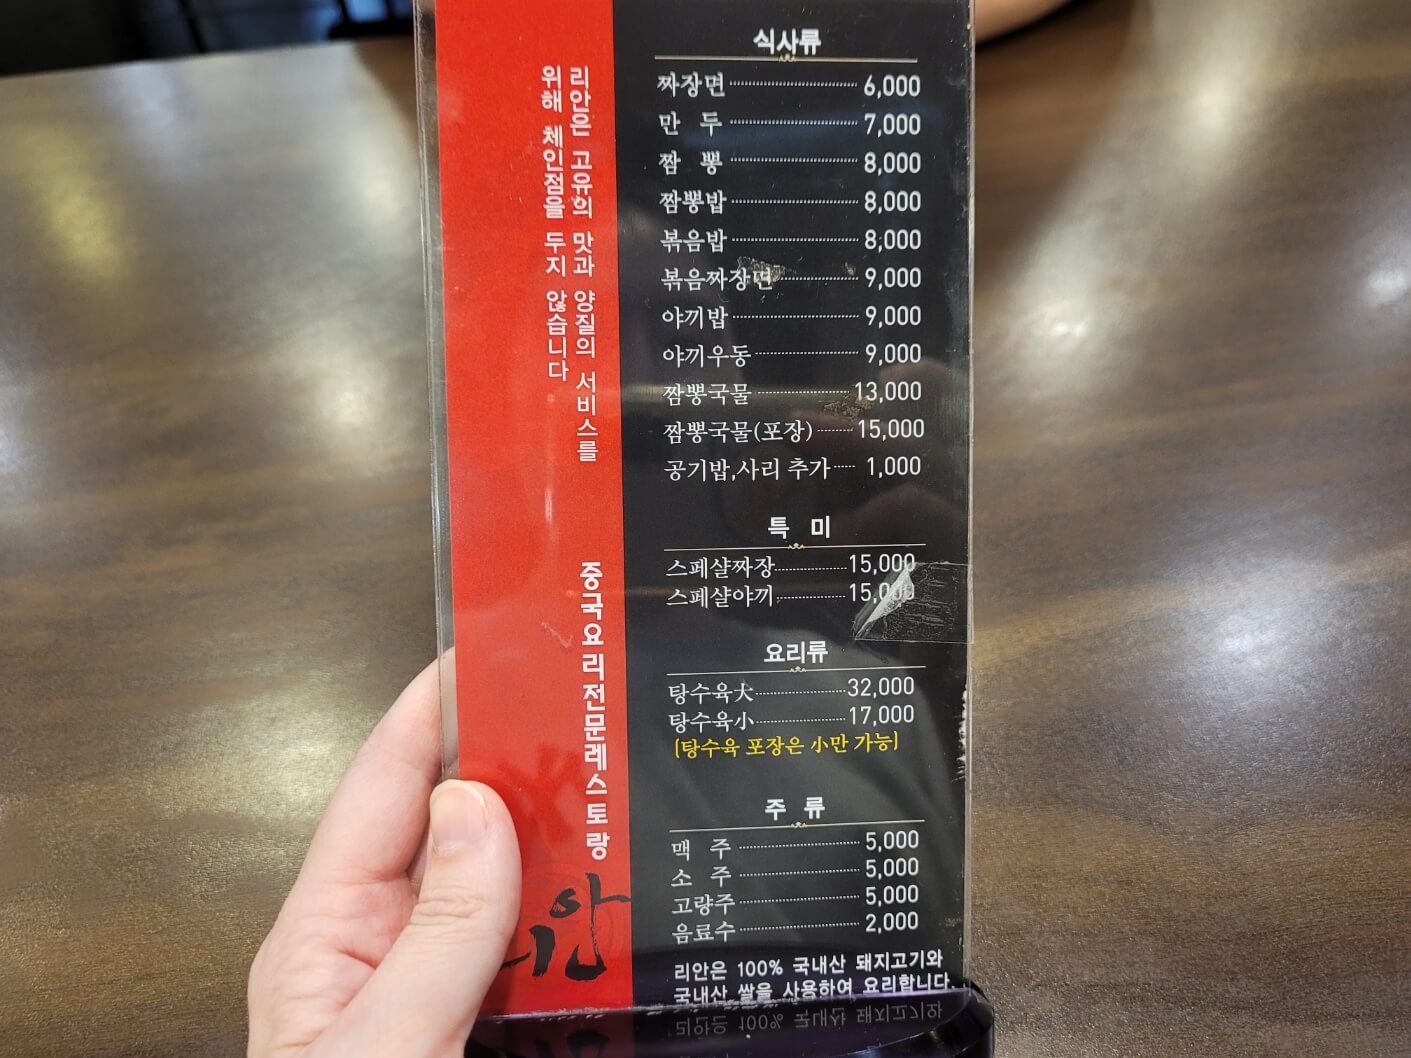 리안은 고유의 맛과 양질의 서비스를
위해 체인점을 두지 않습니다
중국요리전문레스토랑
리안
식사류
짜장면 6,000
만 두 7,000
짬 뽕 8,000
짬뽕밥 8,000
볶음밥 8,000
볶음짜장면 9,000
야끼밥 9,000
야끼우동 9,000
짬뽕국물 13,000
짬뽕국물(포장) 15,000
공기밥,사리 추가 1,000
특 미
스페샬짜장 15,000
스페샬야끼 15,000
요리류
탕수육大 32,000
탕수육小 17,000
(탕수육 포장은 小만 가능)
주 류
맥 주 5,000
소 주 5,000
고량주 5,000
음료수 2,000
리안은 100% 국내산 돼지고기와
국내산 쌀을 사용하여 요리합니다.